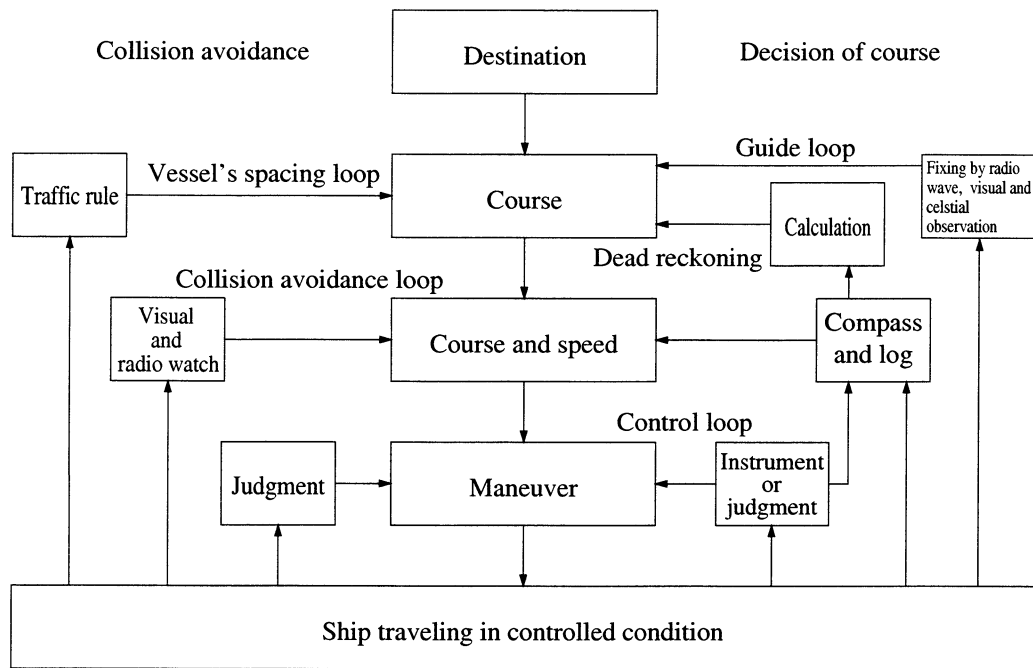 Collision avoidance
Destination
Decision of course
Traffic rule
Vessel's spacing loop
Course
Guide loop
Fixing by radio
wave, visual and
celstial
observation
Calculation
Dead reckoning
Collision avoidance loop
Visual
and
radio watch
Course and speed
Compass
and log
Control loop
Judgment
Maneuver
Instrument
or
judgment
Ship traveling in controlled condition